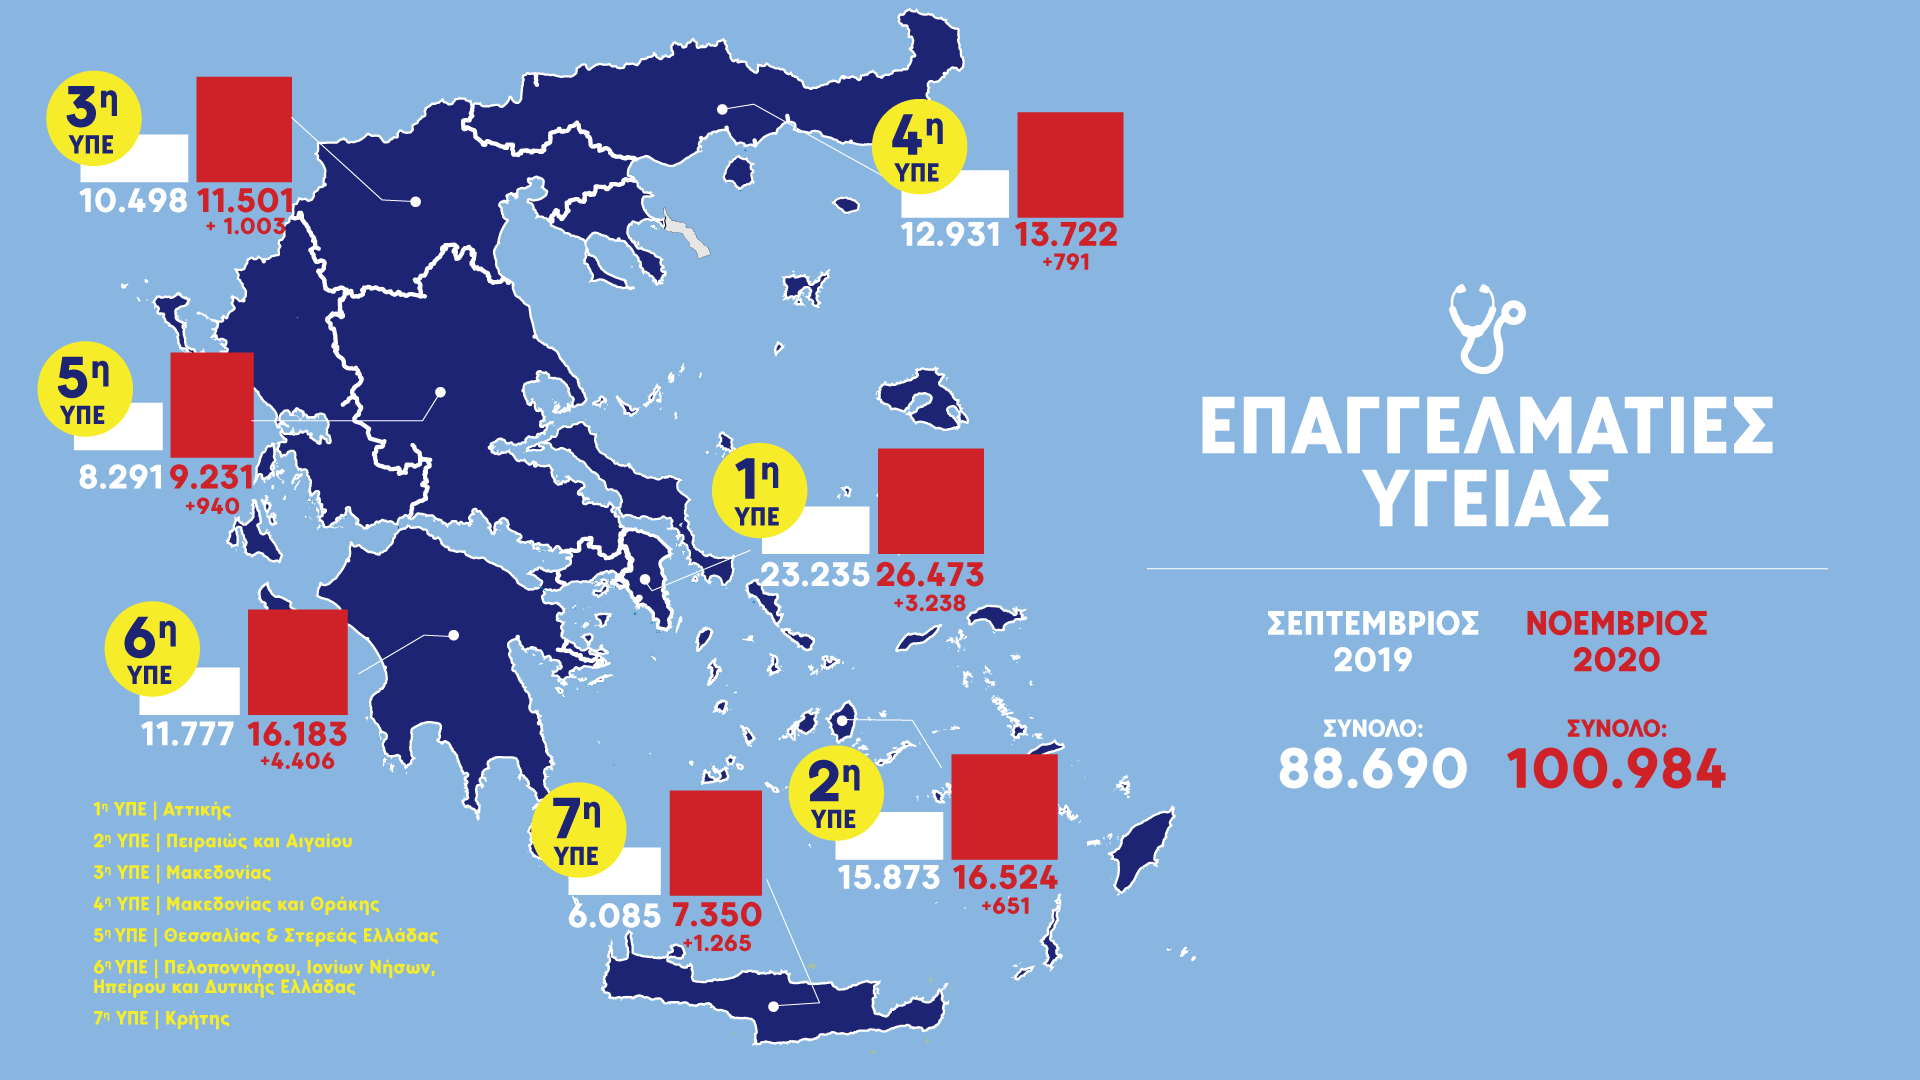 3η
ΥΠΕ
10.498
11.501
+ 1.003
4η
ΥΠΕ
12.931
13.722
+791
5η
ΥΠΕ
8.291
9.231
+940
1η
ΥΠΕ
23.235
26.473
+3.238
6η
ΥΠΕ
11.777
16.183
+4.406
7η
ΥΠΕ
6.085
7.350
+1.265
2η
ΥΠΕ
15.873
16.524
+651
1η ΥΠΕ | Αττικής
2η ΥΠΕ | Πειραιώς και Αιγαίου
3η ΥΠΕ | Μακεδονίας
4η ΥΠΕ | Μακεδονίας και Θράκης
5η ΥΠΕ | Θεσσαλίας & Στερεάς Ελλάδας
6η ΥΠΕ | Πελοποννήσου, Ιονίων Νήσων,
Ηπείρου και Δυτικής Ελλάδας
7η ΥΠΕ | Κρήτης
ΕΠΑΓΓΕΛΜΑΤΙΕΣ
ΥΓΕΙΑΣ
ΣΕΠΤΕΜΒΡΙΟΣ
2019
ΣΥΝΟΛΟ:
88.690
ΝΟΕΜΒΡΙΟΣ
2020
ΣΥΝΟΛΟ:
100.984